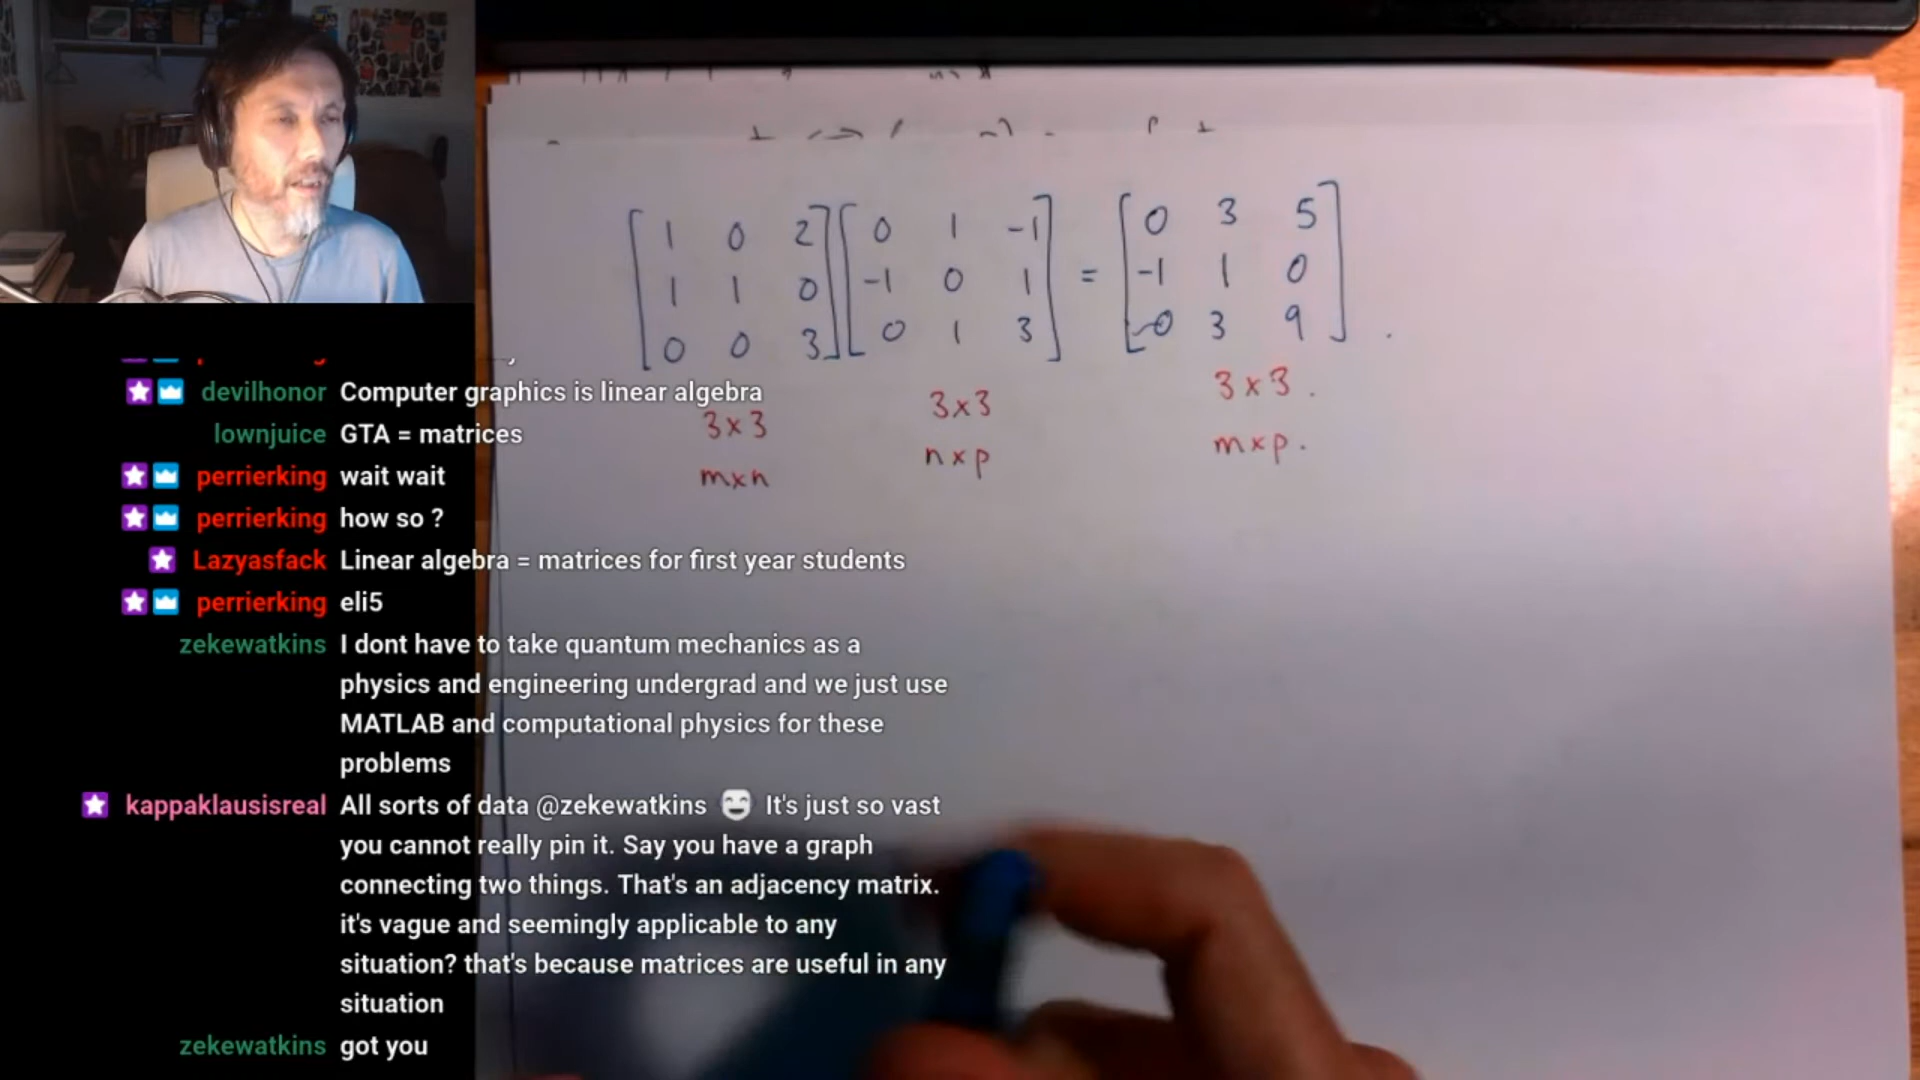 1 0 2 0 1 -1 0 3 5
1 1 0 -1 0 1 = -1 1 0
0 0 3 0 1 3 -0 3 9 .
3x3 3x3 3x3 .
mxn nxp mxp .
devilhonor Computer graphics is linear algebra
lownjuice GTA = matrices
perrierking wait wait
perrierking how so ?
Lazyasfack Linear algebra = matrices for first year students
perrierking eli5
zekewatkins I dont have to take quantum mechanics as a
physics and engineering undergrad and we just use
MATLAB and computational physics for these
problems
kappaklausisreal All sorts of data @zekewatkins It's just so vast
you cannot really pin it. Say you have a graph
connecting two things. That's an adjacency matrix.
it's vague and seemingly applicable to any
situation? that's because matrices are useful in any
situation
zekewatkins got you